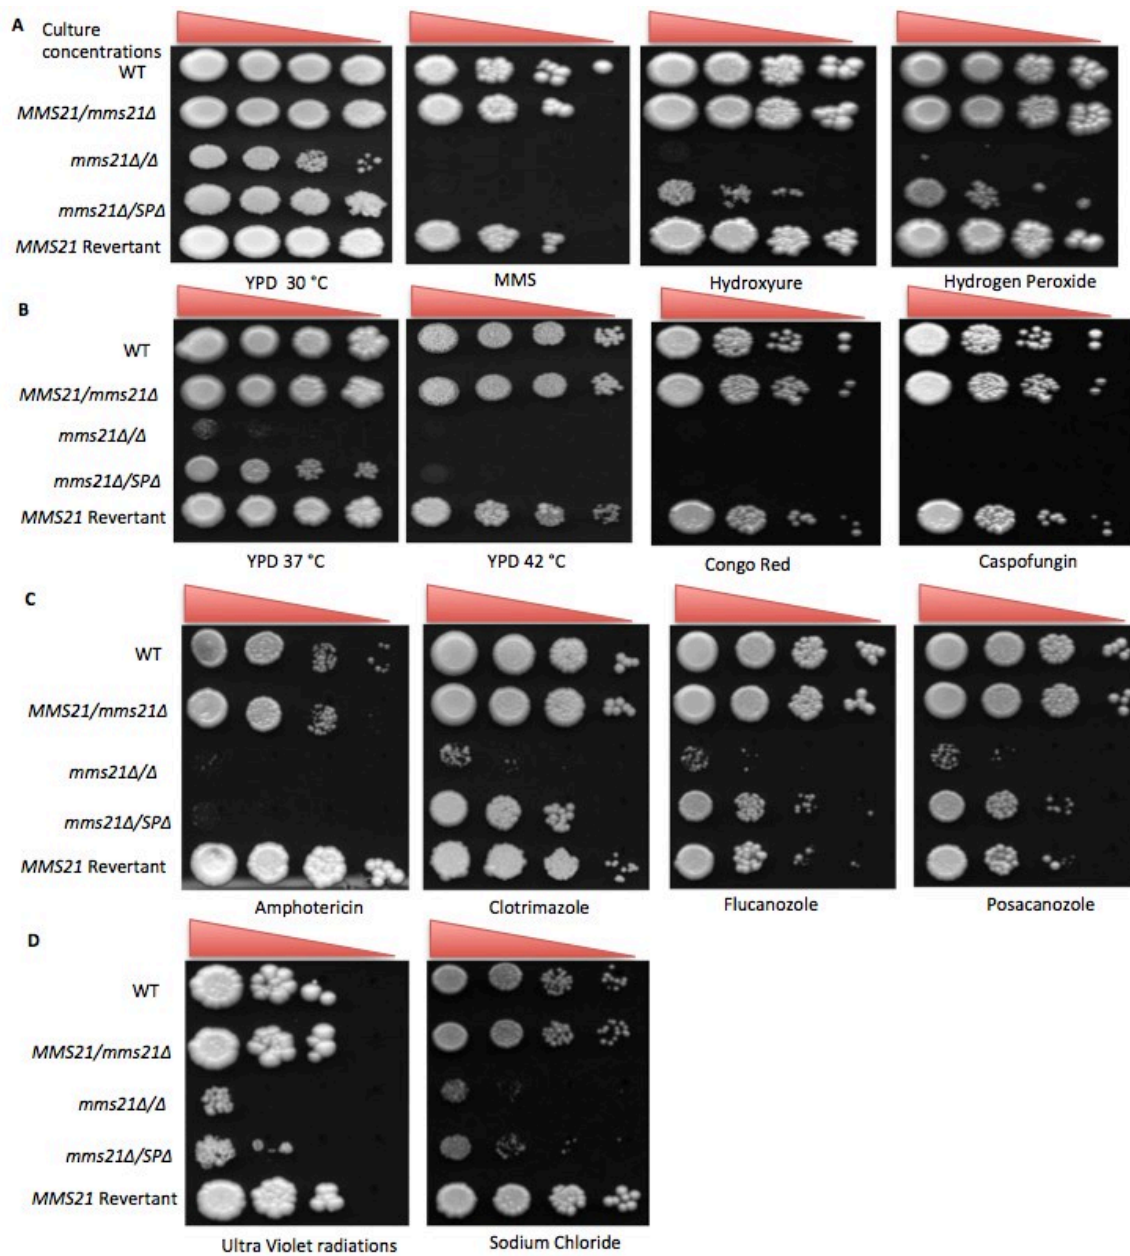 A
Culture
concentrations
WT
MMS21/mms21Δ
mms21Δ/Δ
mms21Δ/SPΔ
MMS21 Revertant
YPD 30 °C
MMS
Hydroxyure
Hydrogen Peroxide
B
WT
MMS21/mms21Δ
mms21Δ/Δ
mms21Δ/SPΔ
MMS21 Revertant
YPD 37 °C
YPD 42 °C
Congo Red
Caspofungin
C
WT
MMS21/mms21Δ
mms21Δ/Δ
mms21Δ/SPΔ
MMS21 Revertant
Amphotericin
Clotrimazole
Flucanozole
Posacanozole
D
WT
MMS21/mms21Δ
mms21Δ/Δ
mms21Δ/SPΔ
MMS21 Revertant
Ultra Violet radiations
Sodium Chloride